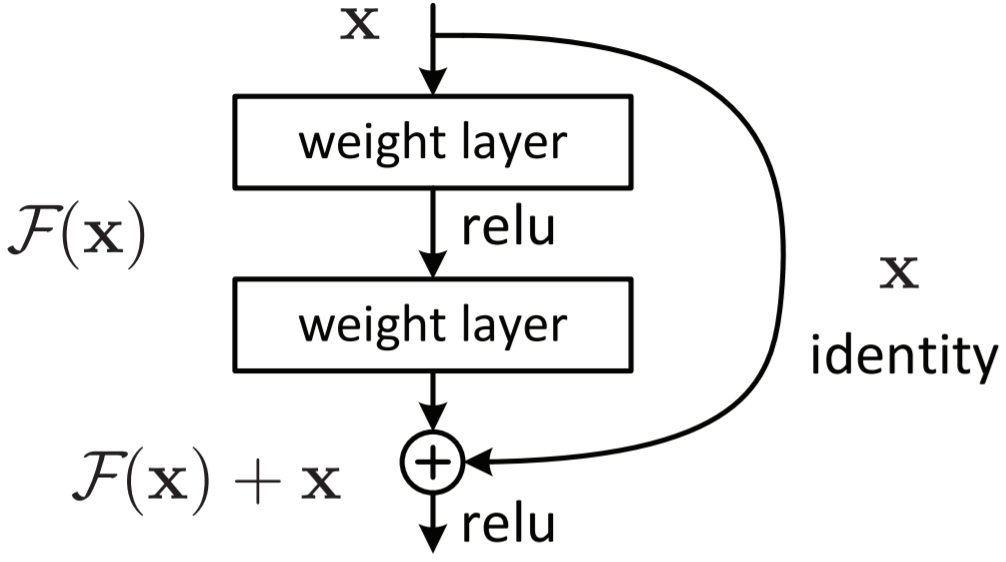 x
weight layer
F(x)
relu
x
weight layer
identity
F(x) + x
+
relu